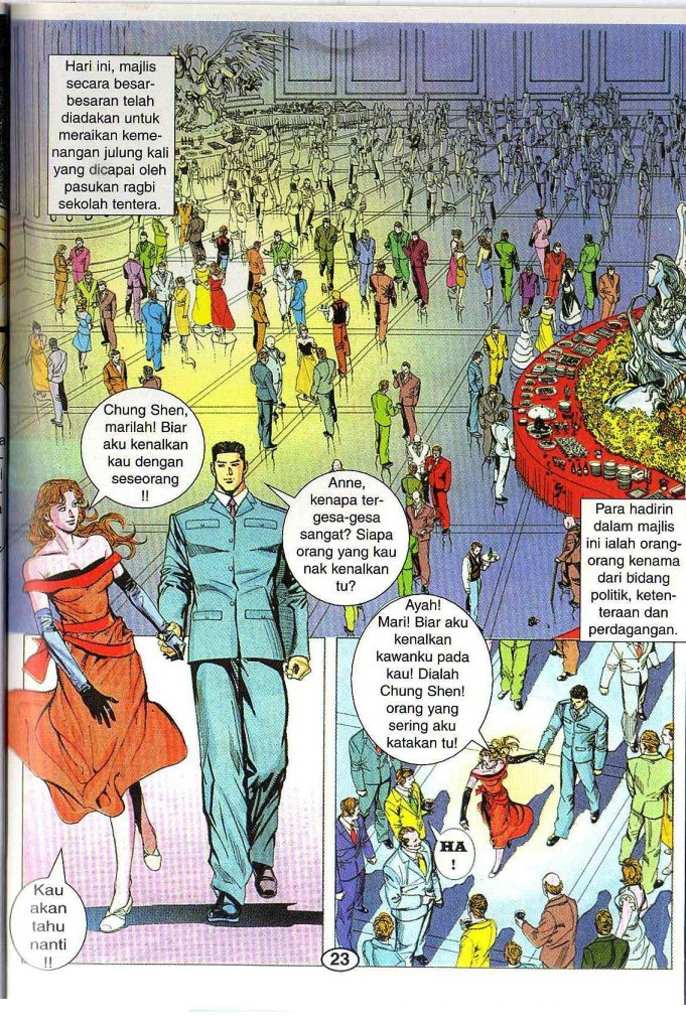 Hari ini, majlis
secara besar-
besaran telah
diadakan untuk
meraikan keme-
nangan julung kali
yang dicapai oleh
pasukan ragbi
sekolah tentera.
Chung Shen,
marilah! Biar
aku kenalkan
kau dengan
seseorang
!!
Anne,
kenapa ter-
gesa-gesa
sangat? Siapa
orang yang kau
nak kenalkan
tu?
Para hadirin
dalam majlis
ini ialah orang-
orang kenama
dari bidang
politik, keten-
teraan dan
perdagangan.
Kau
akan
tahu
nanti
!!
Ayah!
Mari! Biar aku
kenalkan
kawanku pada
kau! Dialah
Chung Shen!
orang yang
sering aku
katakan tu!
HA
!
23